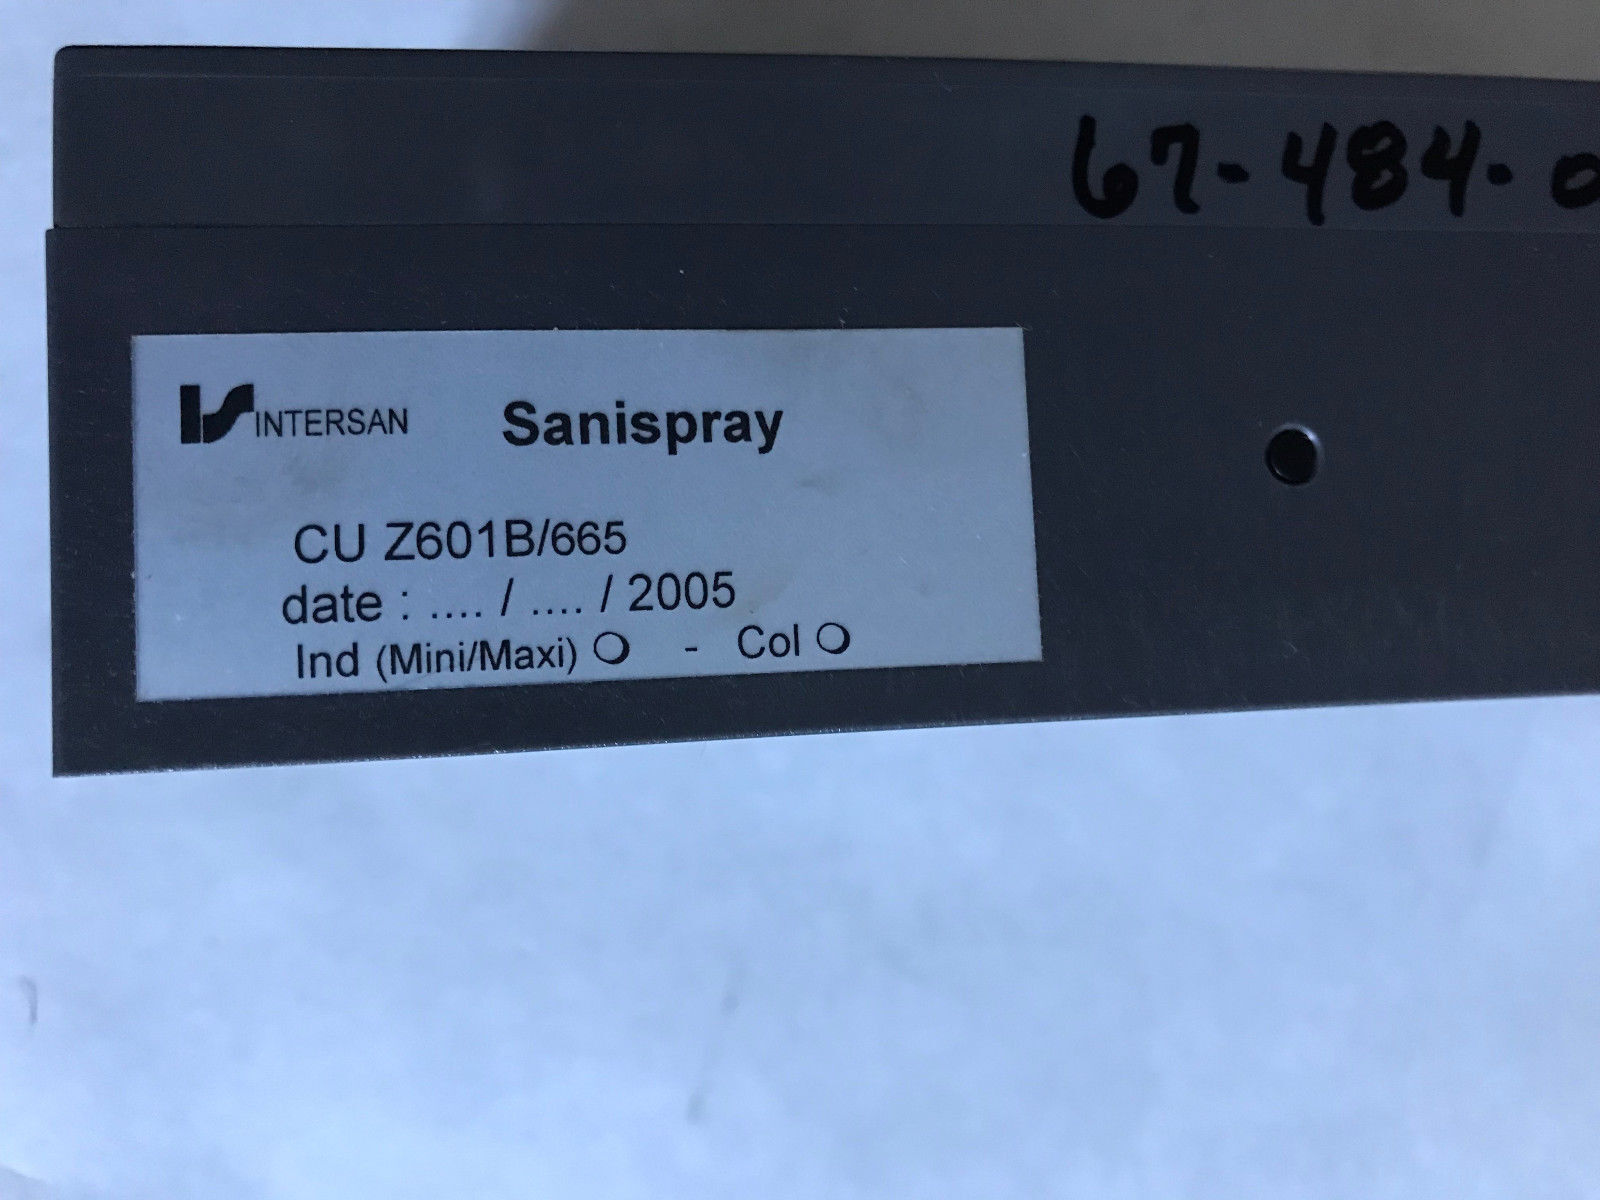 67-484-0
INTERSAN
Sanispray
CU Z601B/665
date : .... / .... / 2005
Ind (Mini/Maxi) O - Col O